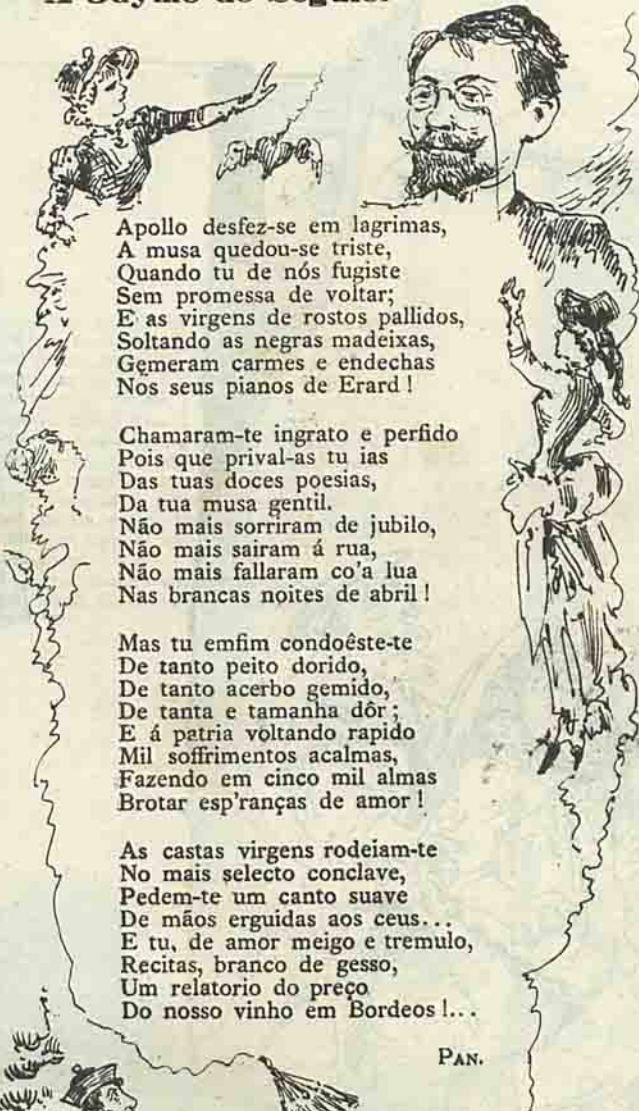 A Jayme de Séguier
Apollo desfez-se em lagrimas,
A musa quedou-se triste,
Quando tu de nós fugiste
Sem promessa de voltar;
E as virgens de rostos pallidos,
Soltando as negras madeixas,
Gemeram carmes e endechas
Nos seus pianos de Erard!
Chamaram-te ingrato e perfido
Pois que prival-as tu ias
Das tuas doces poesias,
Da tua musa gentil.
Não mais sorriram de jubilo,
Não mais sairam á rua,
Não mais fallaram co'a lua
Nas brancas noites de abril!
Mas tu emfim condoêste-te
De tanto peito dorido,
De tanto acerbo gemido,
De tanta e tamanha dôr;
E á patria voltando rapido
Mil soffrimentos acalmas,
Fazendo em cinco mil almas
Brotar esp'ranças de amor!
As castas virgens rodeiam-te
No mais selecto conclave,
Pedem-te um canto suave
De mãos erguidas aos ceus...
E tu, de amor meigo e tremulo,
Recitas, branco de gesso,
Um relatorio do preço
Do nosso vinho em Bordeos!...
PAN.